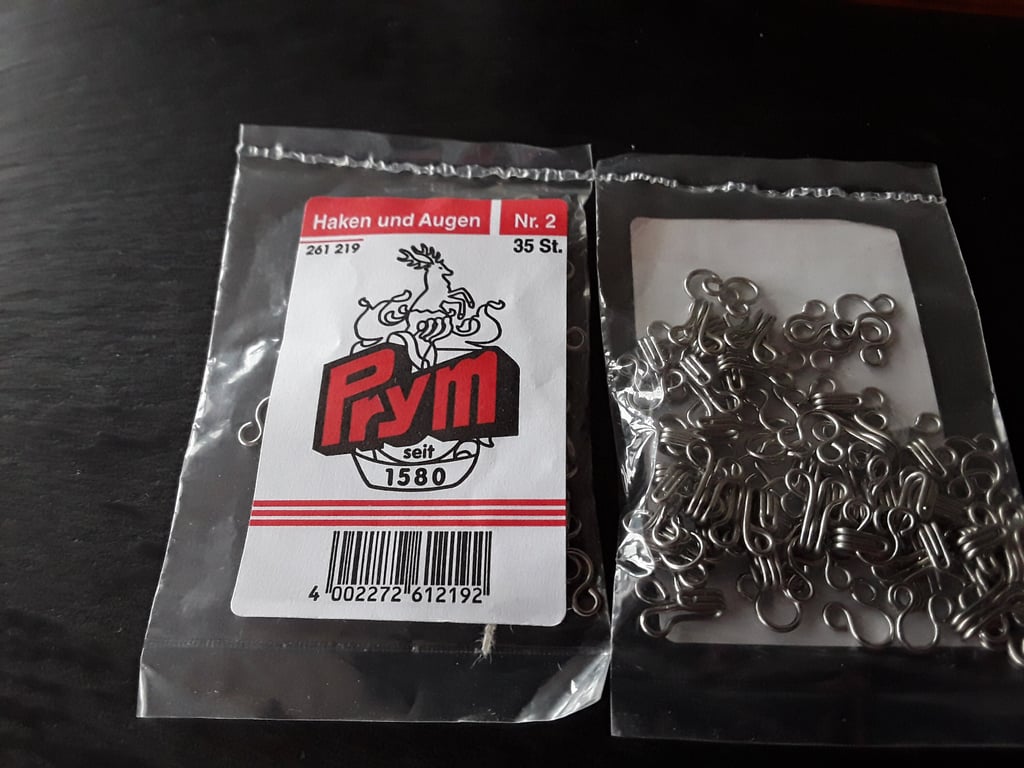 Haken und Augen Nr. 2
261 219 35 St.
Prym
seit
1580
4 002272 612192